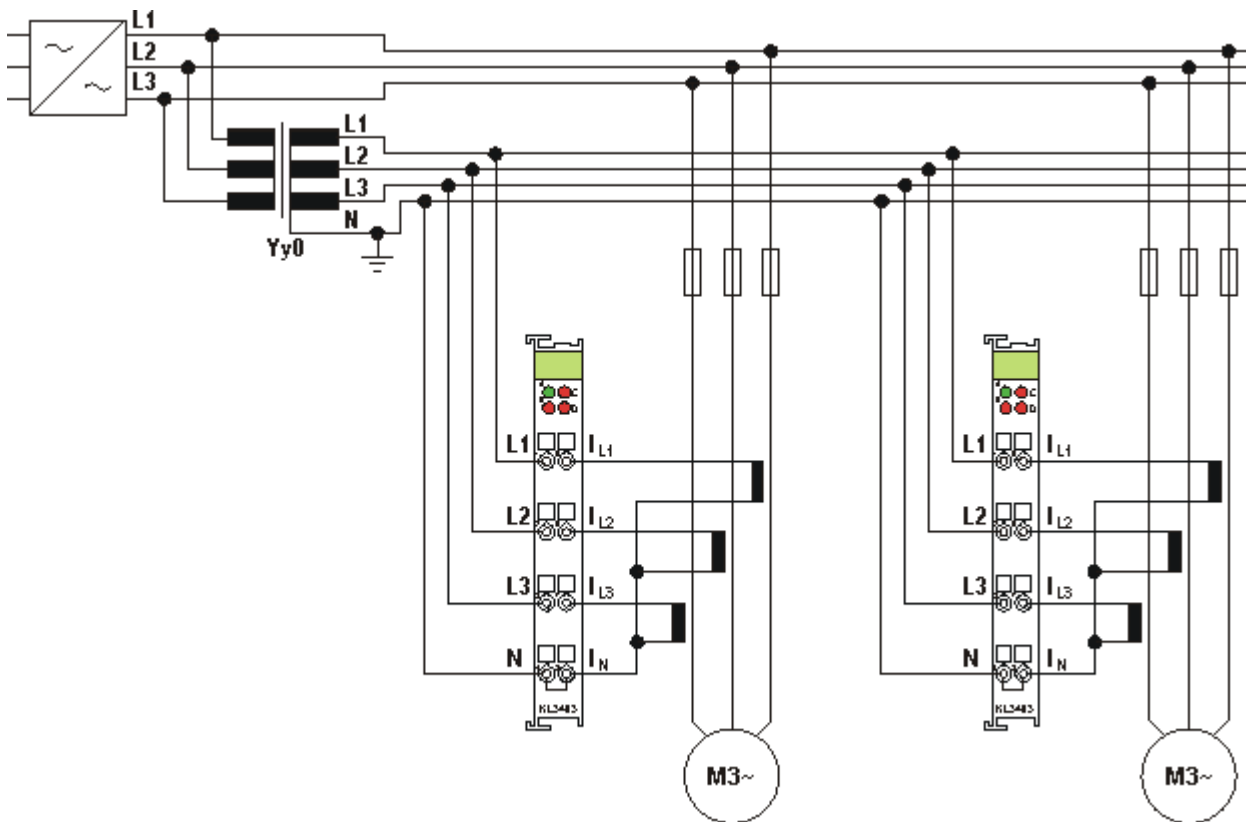 L1
L2
L3
L1
L2
L3
N
Yy0
C
D
C
D
L1 IL1 L1 IL1
L2 IL2 L2 IL2
L3 IL3 L3 IL3
N IN N IN
KL3403 KL3403
M3~ M3~